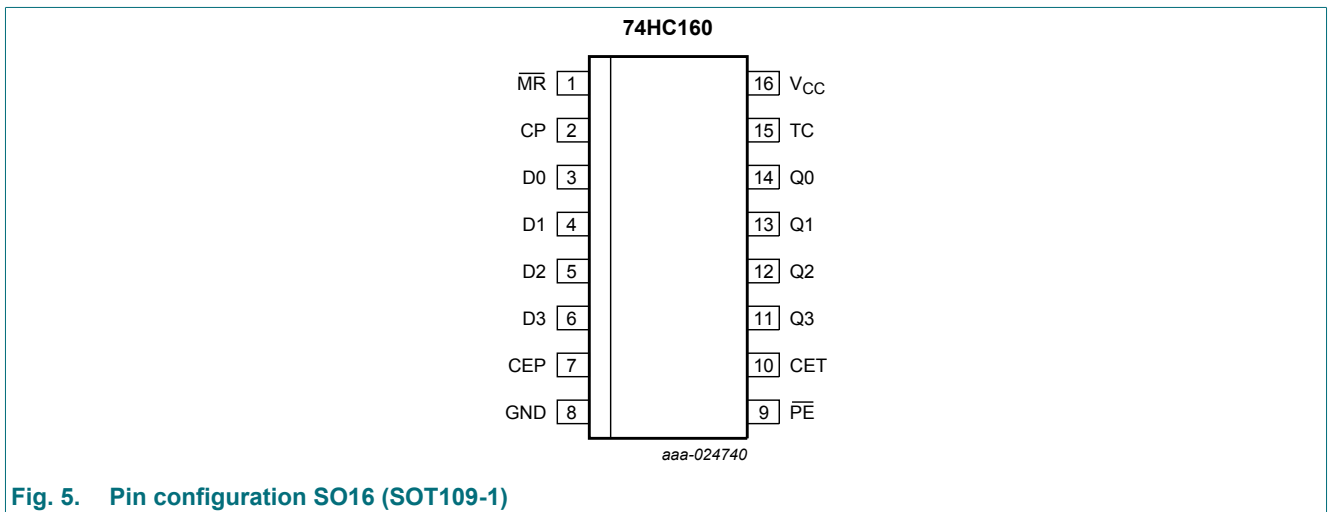 74HC160
M̅R̅ 1 16 VCC
CP 2 15 TC
D0 3 14 Q0
D1 4 13 Q1
D2 5 12 Q2
D3 6 11 Q3
CEP 7 10 CET
GND 8 9 P̅E̅
aaa-024740
Fig. 5. Pin configuration SO16 (SOT109-1)